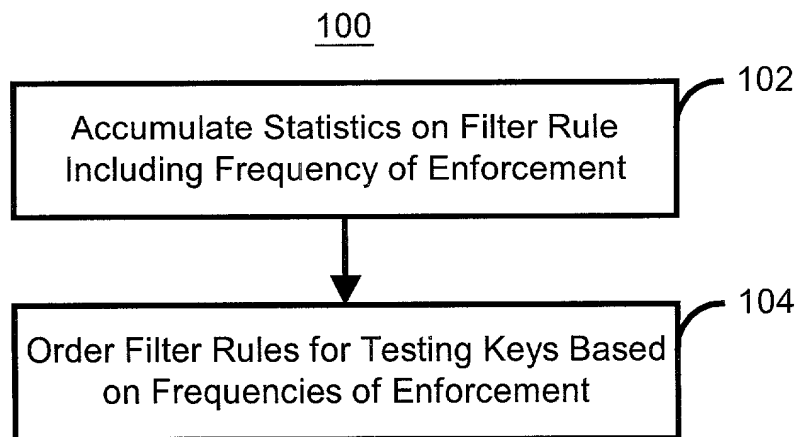 100
102
Accumulate Statistics on Filter Rule
Including Frequency of Enforcement
104
Order Filter Rules for Testing Keys Based
on Frequencies of Enforcement